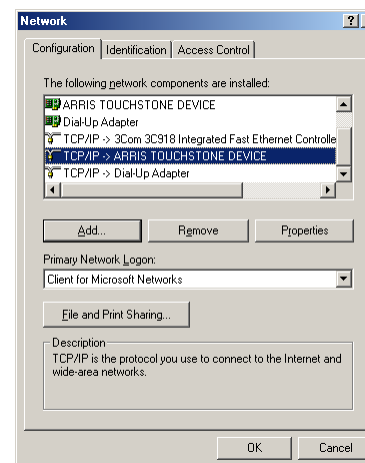 Network
?
Configuration Identification Access Control
The following network components are installed:
ARRIS TOUCHSTONE DEVICE
Dial-Up Adapter
TCP/IP -> 3Com 3C918 Integrated Fast Ethernet Controlle
TCP/IP -> ARRIS TOUCHSTONE DEVICE
TCP/IP -> Dial-Up Adapter
Add... Remove Properties
Primary Network Logon:
Client for Microsoft Networks
File and Print Sharing...
Description
TCP/IP is the protocol you use to connect to the Internet and
wide-area networks.
OK Cancel